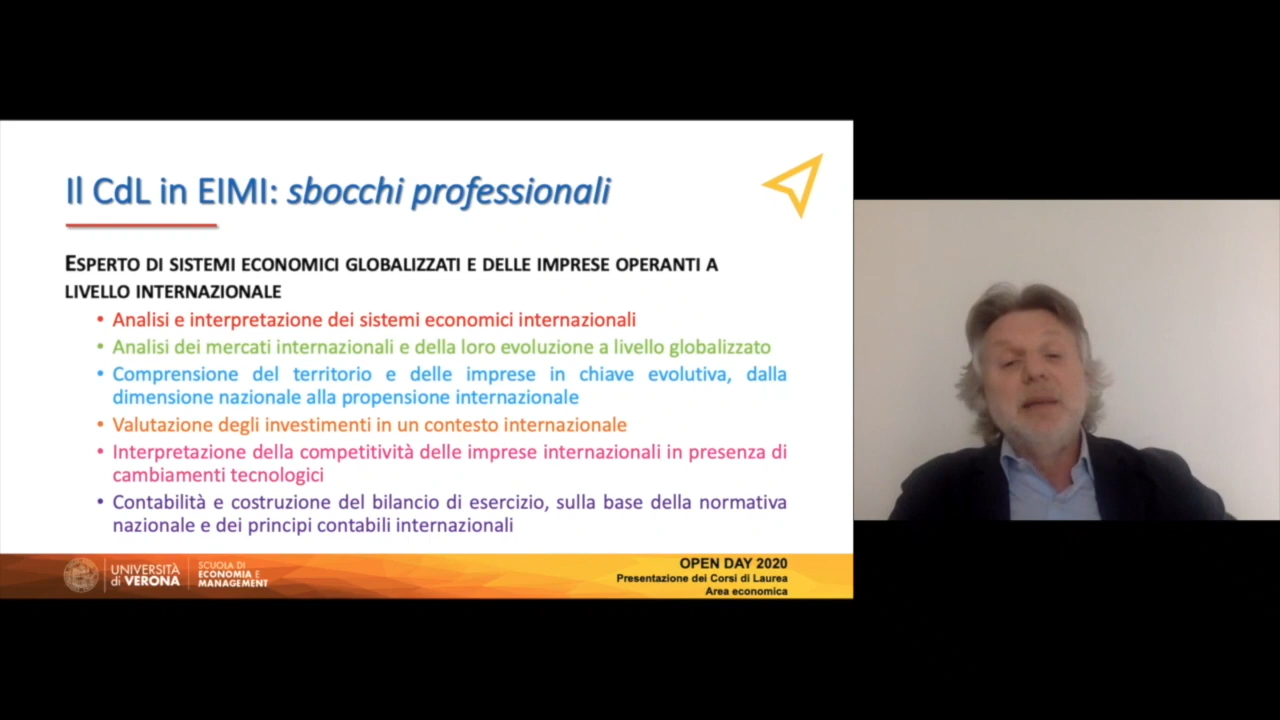 Il CdL in EIMI: sbocchi professionali
ESPERTO DI SISTEMI ECONOMICI GLOBALIZZATI E DELLE IMPRESE OPERANTI A
LIVELLO INTERNAZIONALE
• Analisi e interpretazione dei sistemi economici internazionali
• Analisi dei mercati internazionali e della loro evoluzione a livello globalizzato
• Comprensione del territorio e delle imprese in chiave evolutiva, dalla
dimensione nazionale alla propensione internazionale
• Valutazione degli investimenti in un contesto internazionale
• Interpretazione della competitività delle imprese internazionali in presenza di
cambiamenti tecnologici
• Contabilità e costruzione del bilancio di esercizio, sulla base della normativa
nazionale e dei principi contabili internazionali
UNIVERSITÀ
di VERONA
SCUOLA DI
ECONOMIA E
MANAGEMENT
OPEN DAY 2020
Presentazione dei Corsi di Laurea
Area economica